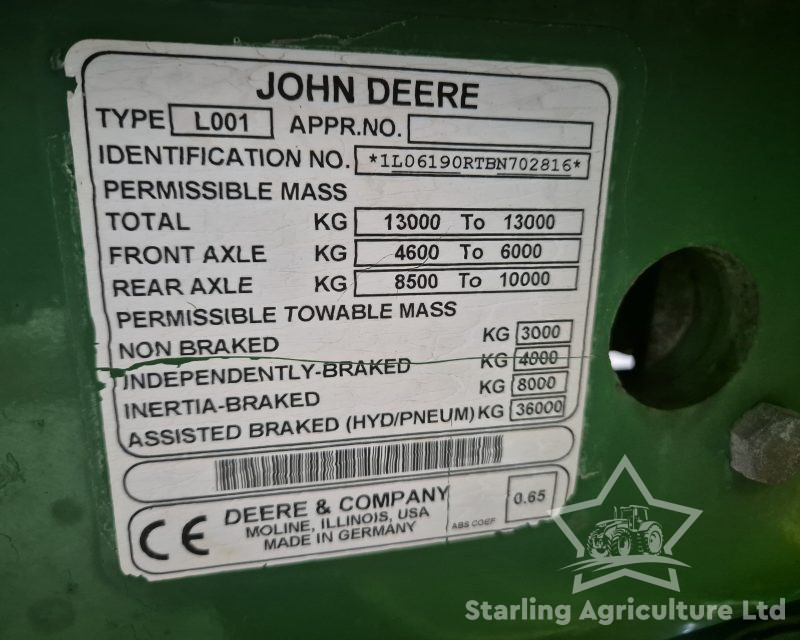 JOHN DEERE
TYPE L001 APPR.NO.
IDENTIFICATION NO. *1L06190RTBN702816*
PERMISSIBLE MASS
TOTAL KG 13000 To 13000
FRONT AXLE KG 4600 To 6000
REAR AXLE KG 8500 To 10000
PERMISSIBLE TOWABLE MASS
NON BRAKED KG 3000
INDEPENDENTLY-BRAKED KG 4000
INERTIA-BRAKED KG 8000
ASSISTED BRAKED (HYD/PNEUM) KG 36000
CE DEERE & COMPANY 0.65
MOLINE, ILLINOIS, USA
MADE IN GERMANY ABS COEF
Starling Agriculture Ltd